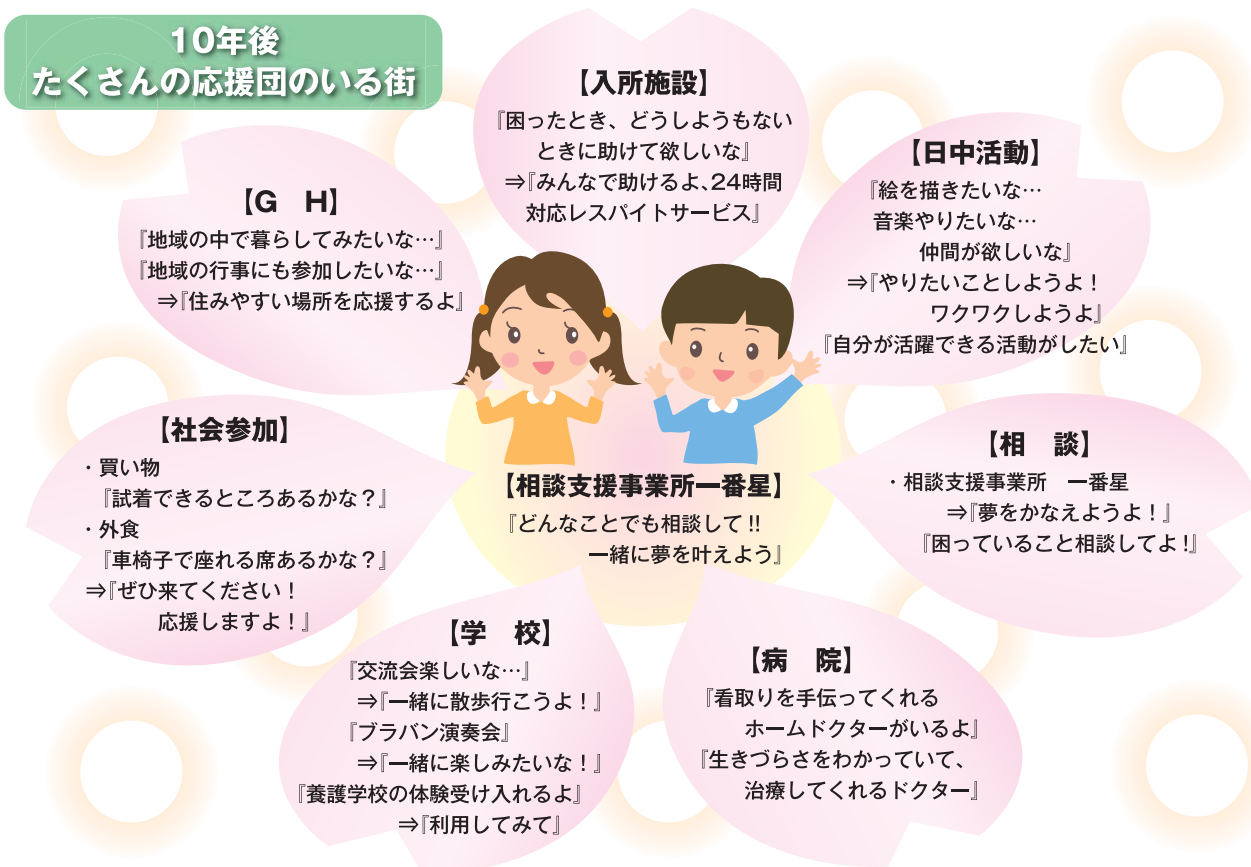 10年後
たくさんの応援団のいる街
【入所施設】
『困ったとき、どうしようもない
ときに助けて欲しいな』
⇒『みんなで助けるよ、24時間
対応レスパイトサービス』
【日中活動】
『絵を描きたいな…
音楽やりたいな…
仲間が欲しいな』
⇒『やりたいことしようよ！
ワクワクしようよ』
『自分が活躍できる活動がしたい』
【G　H】
『地域の中で暮らしてみたいな…』
『地域の行事にも参加したいな…』
⇒『住みやすい場所を応援するよ』
【社会参加】
・買い物
『試着できるところあるかな？』
・外食
『車椅子で座れる席あるかな？』
⇒『ぜひ来てください！
応援しますよ！』
【相談支援事業所一番星】
『どんなことでも相談して!!
一緒に夢を叶えよう』
【相　談】
・相談支援事業所　一番星
⇒『夢をかなえようよ！』
『困っていること相談してよ！』
【学　校】
『交流会楽しいな…』
⇒『一緒に散歩行こうよ！』
『ブラバン演奏会』
⇒『一緒に楽しみたいな！』
『養護学校の体験受け入れるよ』
⇒『利用してみて』
【病　院】
『看取りを手伝ってくれる
ホームドクターがいるよ』
『生きづらさをわかっていて、
治療してくれるドクター』